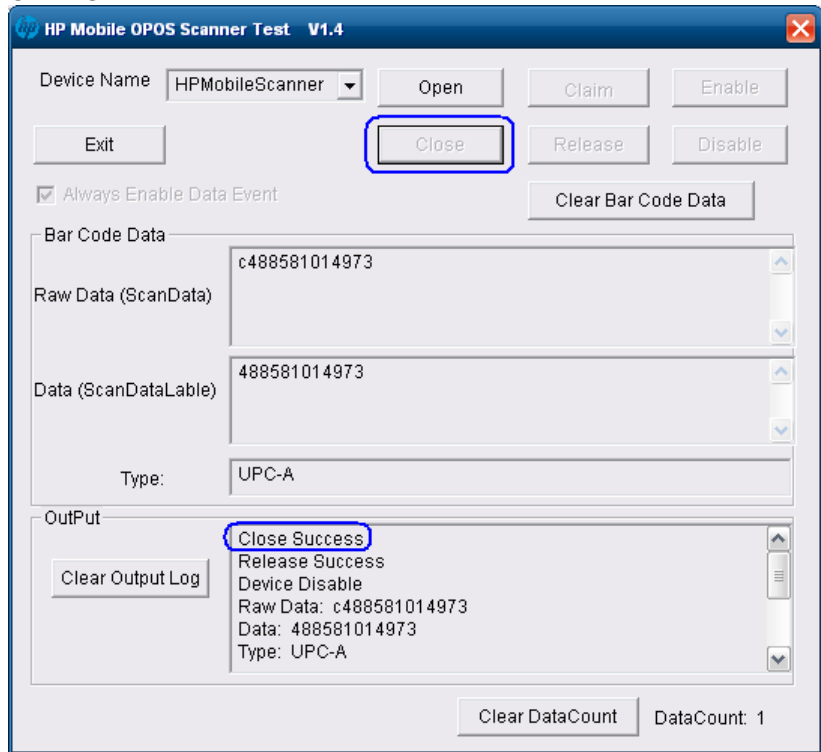 HP Mobile OPOS Scanner Test V1.4
Device Name HPMobileScanner Open Claim Enable
Exit Close Release Disable
Always Enable Data Event Clear Bar Code Data
Bar Code Data
Raw Data (ScanData) c488581014973
Data (ScanDataLable) 488581014973
Type: UPC-A
OutPut
Clear Output Log
Close Success
Release Success
Device Disable
Raw Data: c488581014973
Data: 488581014973
Type: UPC-A
Clear DataCount DataCount: 1